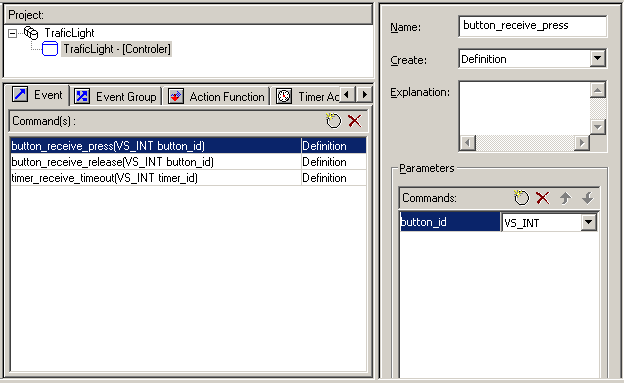 Project:
TraficLight
TraficLight - [Controler]
Event
Event Group
Action Function
Timer Ac
Command(s) :
button_receive_press(VS_INT button_id) Definition
button_receive_release(VS_INT button_id) Definition
timer_receive_timeout(VS_INT timer_id) Definition
Name: button_receive_press
Create: Definition
Explanation:
Parameters
Commands:
button_id VS_INT